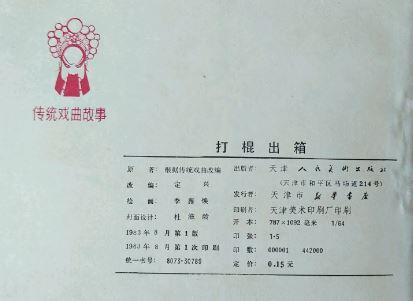 传统戏曲故事
打棍出箱
原 著：根据传统戏曲改编
改 编：定 兴
绘画：李
封面设计：杜滋龄
1983年 月第1版
1983年 月第1次印刷
统一书号：8073·30789
出版者：天津人民美术出版社
(天津市和平区马场道214号)
发行者：天津市新华书店
印刷者：天津美术印刷厂印刷
开本：787×1092毫米 1/64
印张：1.5
印数：000001 442000
定价：0.15元